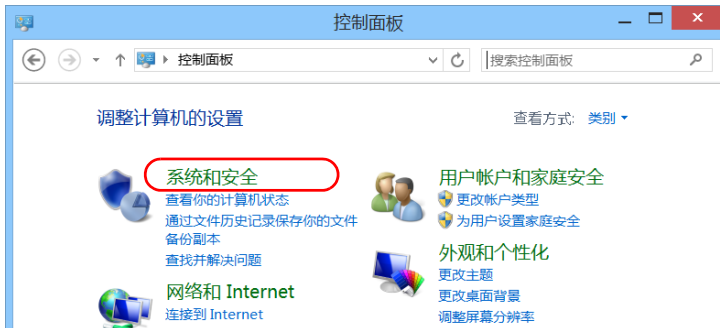 控制面板
控制面板
搜索控制面板
调整计算机的设置
查看方式: 类别
系统和安全
查看你的计算机状态
通过文件历史记录保存你的文件
备份副本
查找并解决问题
网络和 Internet
连接到 Internet
用户帐户和家庭安全
更改帐户类型
为用户设置家庭安全
外观和个性化
更改主题
更改桌面背景
调整屏幕分辨率